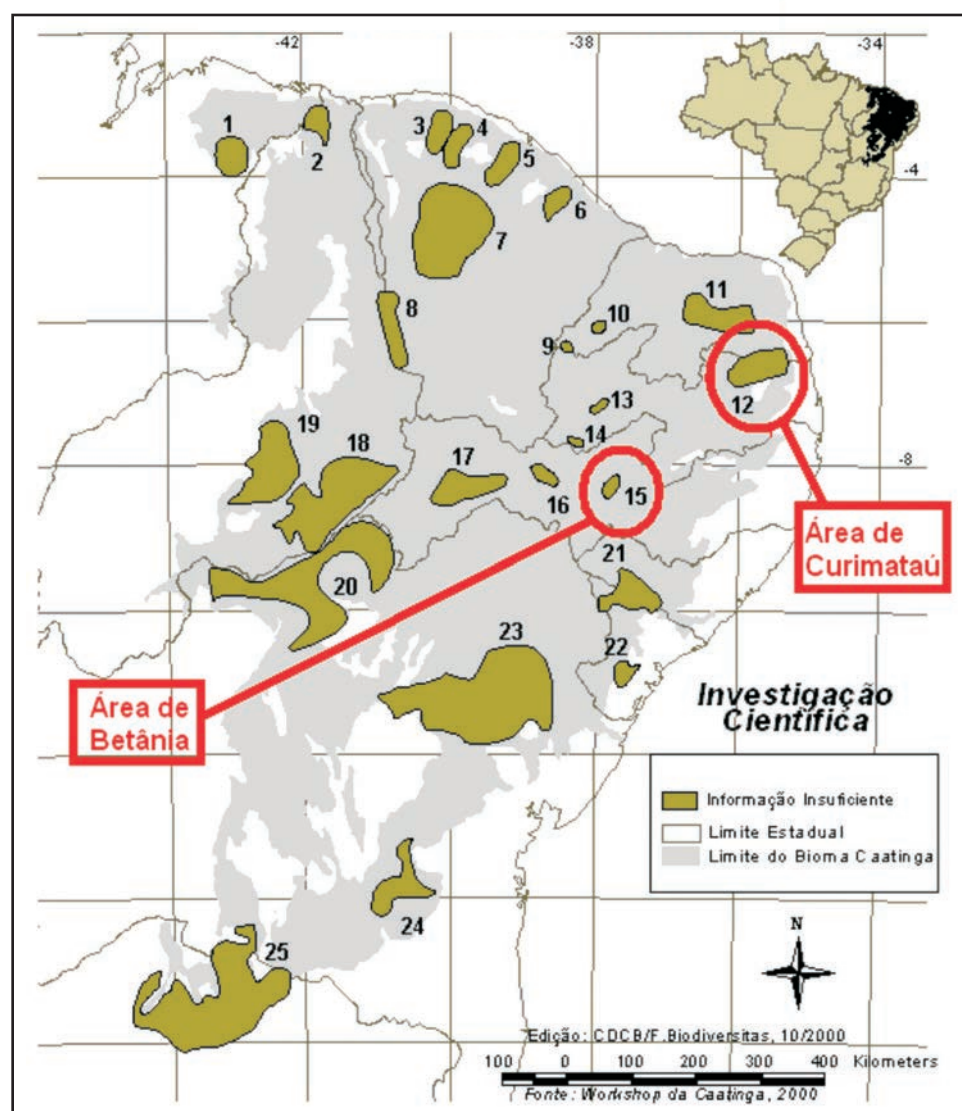 -42
-38
-34
-4
1
2
3
4
5
6
7
8
9
10
11
12
13
14
-8
15
16
17
18
19
20
21
22
23
24
25
Área de
Curimataú
Área de
Betânia
Investigação
Científica
Informação Insuficiente
Limite Estadual
Limite do Bioma Caatinga
N
Edição: CDCB/F.Biodiversitas, 10/2000
100 0 100 200 300 400 Kilometers
Fonte: Workshop da Caatinga, 2000